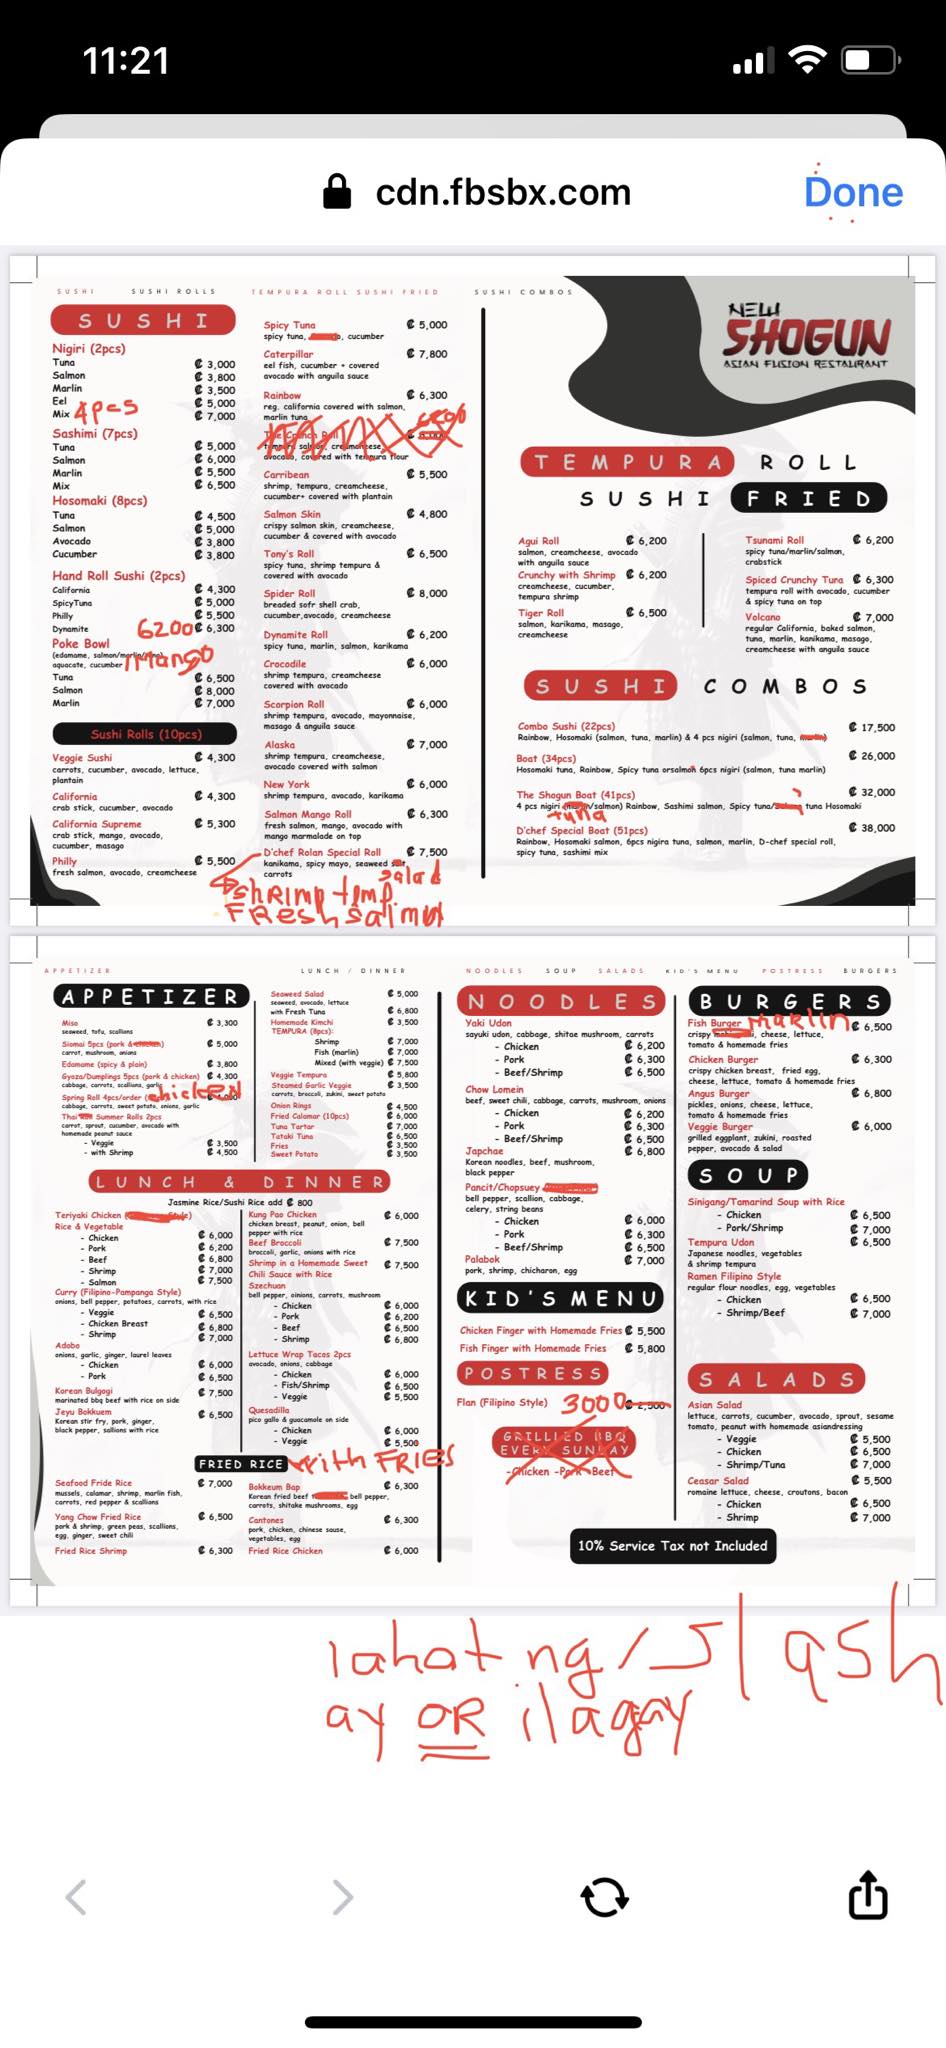 11:21
cdn.fbsbx.com
Done
SUSHI SUSHI ROLLS TEMPURA ROLL SUSHI FRIED SUSHI COMBOS
SUSHI
Nigiri (2pcs)
Tuna ₡ 3,000
Salmon ₡ 3,800
Marlin ₡ 3,500
Eel ₡ 5,000
Mix 4pcs ₡ 7,000
Sashimi (7pcs)
Tuna ₡ 5,000
Salmon ₡ 6,000
Marlin ₡ 5,500
Mix ₡ 6,500
Hosomaki (8pcs)
Tuna ₡ 4,500
Salmon ₡ 5,000
Avocado ₡ 3,800
Cucumber ₡ 3,800
Hand Roll Sushi (2pcs)
California ₡ 4,300
SpicyTuna ₡ 5,000
Philly ₡ 5,500
Dynamite 6200 ₡ 6,300
Poke Bowl
(edamame, salmon/marlin/
aquacate, cucumber mango
Tuna ₡ 6,500
Salmon ₡ 8,000
Marlin ₡ 7,000
Sushi Rolls (10pcs)
Veggie Sushi ₡ 4,300
carrots, cucumber, avocado, lettuce,
plantain
California ₡ 4,300
crab stick, cucumber, avocado
California Supreme ₡ 5,300
crab stick, mango, avocado,
cucumber, masago
Philly ₡ 5,500
fresh salmon, avocado, creamcheese
Spicy Tuna ₡ 5,000
spicy tuna, cucumber
Caterpillar ₡ 7,800
eel fish, cucumber + covered
avocado with anguila sauce
Rainbow ₡ 6,300
reg. california covered with salmon,
marlin tuna
The Crunch Roll
tempura salmon, creamcheese,
avocado, covered with tempura flour
Carribean ₡ 5,500
shrimp, tempura, creamcheese,
cucumber+ covered with plantain
Salmon Skin ₡ 4,800
crispy salmon skin, creamcheese,
cucumber & covered with avocado
Tony's Roll ₡ 6,500
spicy tuna, shrimp tempura &
covered with avocado
Spider Roll ₡ 8,000
breaded sofr shell crab,
cucumber,avocado, creamcheese
Dynamite Roll ₡ 6,200
spicy tuna, marlin, salmon, karikama
Crocodile ₡ 6,000
shrimp tempura, creamcheese
covered with avocado
Scorpion Roll ₡ 6,000
shrimp tempura, avocado, mayonnaise,
masago & anguila sauce
Alaska ₡ 7,000
shrimp tempura, creamcheese,
avocado covered with salmon
New York ₡ 6,000
shrimp tempura, avocado, karikama
Salmon Mango Roll ₡ 6,300
fresh salmon, mango, avocado with
mango marmalade on top
D'chef Rolan Special Roll ₡ 7,500
kanikama, spicy mayo, seaweed
carrots salad
shrimp temp.
Fresh salmon
NEW
SHOGUN
ASIAN FUSION RESTAURANT
TEMPURA ROLL
SUSHI FRIED
Agui Roll ₡ 6,200
salmon, creamcheese, avocado
with anguila sauce
Crunchy with Shrimp ₡ 6,200
creamcheese, cucumber,
tempura shrimp
Tiger Roll ₡ 6,500
salmon, karikama, masago,
creamcheese
Tsunami Roll ₡ 6,200
spicy tuna/marlin/salmon,
crabstick
Spiced Crunchy Tuna ₡ 6,300
tempura roll with avocado, cucumber
& spicy tuna on top
Volcano ₡ 7,000
regular California, baked salmon,
tuna, marlin, kanikama, masago,
creamcheese with anguila sauce
SUSHI COMBOS
Combo Sushi (22pcs) ₡ 17,500
Rainbow, Hosomaki (salmon, tuna, marlin) & 4 pcs nigiri (salmon, tuna, marlin)
Boat (34pcs) ₡ 26,000
Hosomaki tuna, Rainbow, Spicy tuna orsalmon 6pcs nigiri (salmon, tuna marlin)
The Shogun Boat (41pcs) ₡ 32,000
4 pcs nigiri (/salmon) Rainbow, Sashimi salmon, Spicy tuna/ tuna Hosomaki
tuna
D'chef Special Boat (51pcs) ₡ 38,000
Rainbow, Hosomaki salmon, 6pcs nigira tuna, salmon, marlin, D-chef special roll,
spicy tuna, sashimi mix
APPETIZER LUNCH / DINNER NOODLES SOUP SALADS KID'S MENU POSTRESS BURGERS
APPETIZER
Miso ₡ 3,300
seaweed, tofu, scallions
Siomai 5pcs (pork & chicken) ₡ 5,000
carrot, mushroom, onions
Edamame (spicy & plain) ₡ 3,800
Gyoza/Dumplings 5pcs (pork & chicken) ₡ 4,300
cabbage, carrots, scallions, garlic
Spring Roll 4pcs/order chicken
cabbage, carrots, sweet potato, onions, garlic
Thai Summer Rolls 2pcs
carrot, sprout, cucumber, avocado with
homemade peanut sauce
- Veggie ₡ 3,500
- with Shrimp ₡ 4,500
Seaweed Salad ₡ 5,000
seaweed, avocado, lettuce
with Fresh Tuna ₡ 6,800
Homemade Kimchi ₡ 3,500
TEMPURA (8pcs):
Shrimp ₡ 7,000
Fish (marlin) ₡ 7,000
Mixed (with veggie) ₡ 7,500
Veggie Tempura ₡ 5,800
Steamed Garlic Veggie ₡ 3,500
carrots, broccoli, zukini, sweet potato
Onion Rings ₡ 4,500
Fried Calamar (10pcs) ₡ 6,000
Tuna Tartar ₡ 7,000
Tataki Tuna ₡ 6,500
Fries ₡ 3,500
Sweet Potato ₡ 3,500
LUNCH & DINNER
Jasmine Rice/Sushi Rice add ₡ 800
Teriyaki Chicken
Rice & Vegetable
- Chicken ₡ 6,000
- Pork ₡ 6,200
- Beef ₡ 6,800
- Shrimp ₡ 7,000
- Salmon ₡ 7,500
Curry (Filipino-Pampanga Style)
onions, bell pepper, potatoes, carrots, with rice
- Veggie ₡ 6,500
- Chicken Breast ₡ 6,800
- Shrimp ₡ 7,000
Adobo
onions, garlic, ginger, laurel leaves
- Chicken ₡ 6,000
- Pork ₡ 6,500
Korean Bulgogi ₡ 7,500
marinated bbq beef with rice on side
Jeyu Bokkuem ₡ 6,500
Korean stir fry, pork, ginger,
black pepper, sallions with rice
Kung Pao Chicken ₡ 6,000
chicken breast, peanut, onion, bell
pepper with rice
Beef Broccoli ₡ 7,500
broccoli, garlic, onions with rice
Shrimp in a Homemade Sweet ₡ 7,500
Chili Sauce with Rice
Szechuan
bell pepper, oinions, carrots, mushroom
- Chicken ₡ 6,000
- Pork ₡ 6,200
- Beef ₡ 6,500
- Shrimp ₡ 6,800
Lettuce Wrap Tacos 2pcs
avocado, onions, cabbage
- Chicken ₡ 6,000
- Fish/Shrimp ₡ 6,500
- Veggie ₡ 5,500
Quesadilla
pico gallo & guacamole on side
- Chicken ₡ 6,000
- Veggie ₡ 5,500
with FRIES
FRIED RICE
Seafood Fride Rice ₡ 7,000
mussels, calamar, shrimp, marlin fish,
carrots, red pepper & scallions
Yang Chow Fried Rice ₡ 6,500
pork & shrimp, green peas, scallions,
egg, ginger, sweet chili
Fried Rice Shrimp ₡ 6,300
Bokkeum Bap ₡ 6,300
Korean fried beef bell pepper,
carrots, shitake mushrooms, egg
Cantones ₡ 6,300
pork, chicken, chinese sause,
vegetables, egg
Fried Rice Chicken ₡ 6,000
NOODLES
Yaki Udon
sayuki udon, cabbage, shitae mushroom, carrots
- Chicken ₡ 6,200
- Pork ₡ 6,300
- Beef/Shrimp ₡ 6,500
Chow Lomein
beef, sweet chili, cabbage, carrots, mushroom, onions
- Chicken ₡ 6,200
- Pork ₡ 6,300
- Beef/Shrimp ₡ 6,500
Japchae ₡ 6,800
Korean noodles, beef, mushroom,
black pepper
Pancit/Chopsuey
bell pepper, scallion, cabbage,
celery, string beans
- Chicken ₡ 6,000
- Pork ₡ 6,300
- Beef/Shrimp ₡ 6,500
Palabok ₡ 7,000
pork, shrimp, chicharon, egg
KID'S MENU
Chicken Finger with Homemade Fries ₡ 5,500
Fish Finger with Homemade Fries ₡ 5,800
POSTRESS
Flan (Filipino Style) 3000 ₡ 2,500
GRILLLED BBQ
EVERY SUNDAY
-Chicken -Pork -Beef
BURGERS
Fish Burger marlin ₡ 6,500
crispy cheese, lettuce,
tomato & homemade fries
Chicken Burger ₡ 6,300
crispy chicken breast, fried egg,
cheese, lettuce, tomato & homemade fries
Angus Burger ₡ 6,800
pickles, onions, cheese, lettuce,
tomato & homemade fries
Veggie Burger ₡ 6,000
grilled eggplant, zukini, roasted
pepper, avocado & salad
SOUP
Sinigang/Tamarind Soup with Rice
- Chicken ₡ 6,500
- Pork/Shrimp ₡ 7,000
Tempura Udon ₡ 6,500
Japanese noodles, vegetables
& shrimp tempura
Ramen Filipino Style
regular flour noodles, egg, vegetables
- Chicken ₡ 6,500
- Shrimp/Beef ₡ 7,000
SALADS
Asian Salad
lettuce, carrots, cucumber, avocado, sprout, sesame
tomato, peanut with homemade asiandressing
- Veggie ₡ 5,500
- Chicken ₡ 6,500
- Shrimp/Tuna ₡ 7,000
Ceasar Salad ₡ 5,500
romaine lettuce, cheese, croutons, bacon
- Chicken ₡ 6,500
- Shrimp ₡ 7,000
10% Service Tax not Included
lahat ng / slash
ay OR ilagay